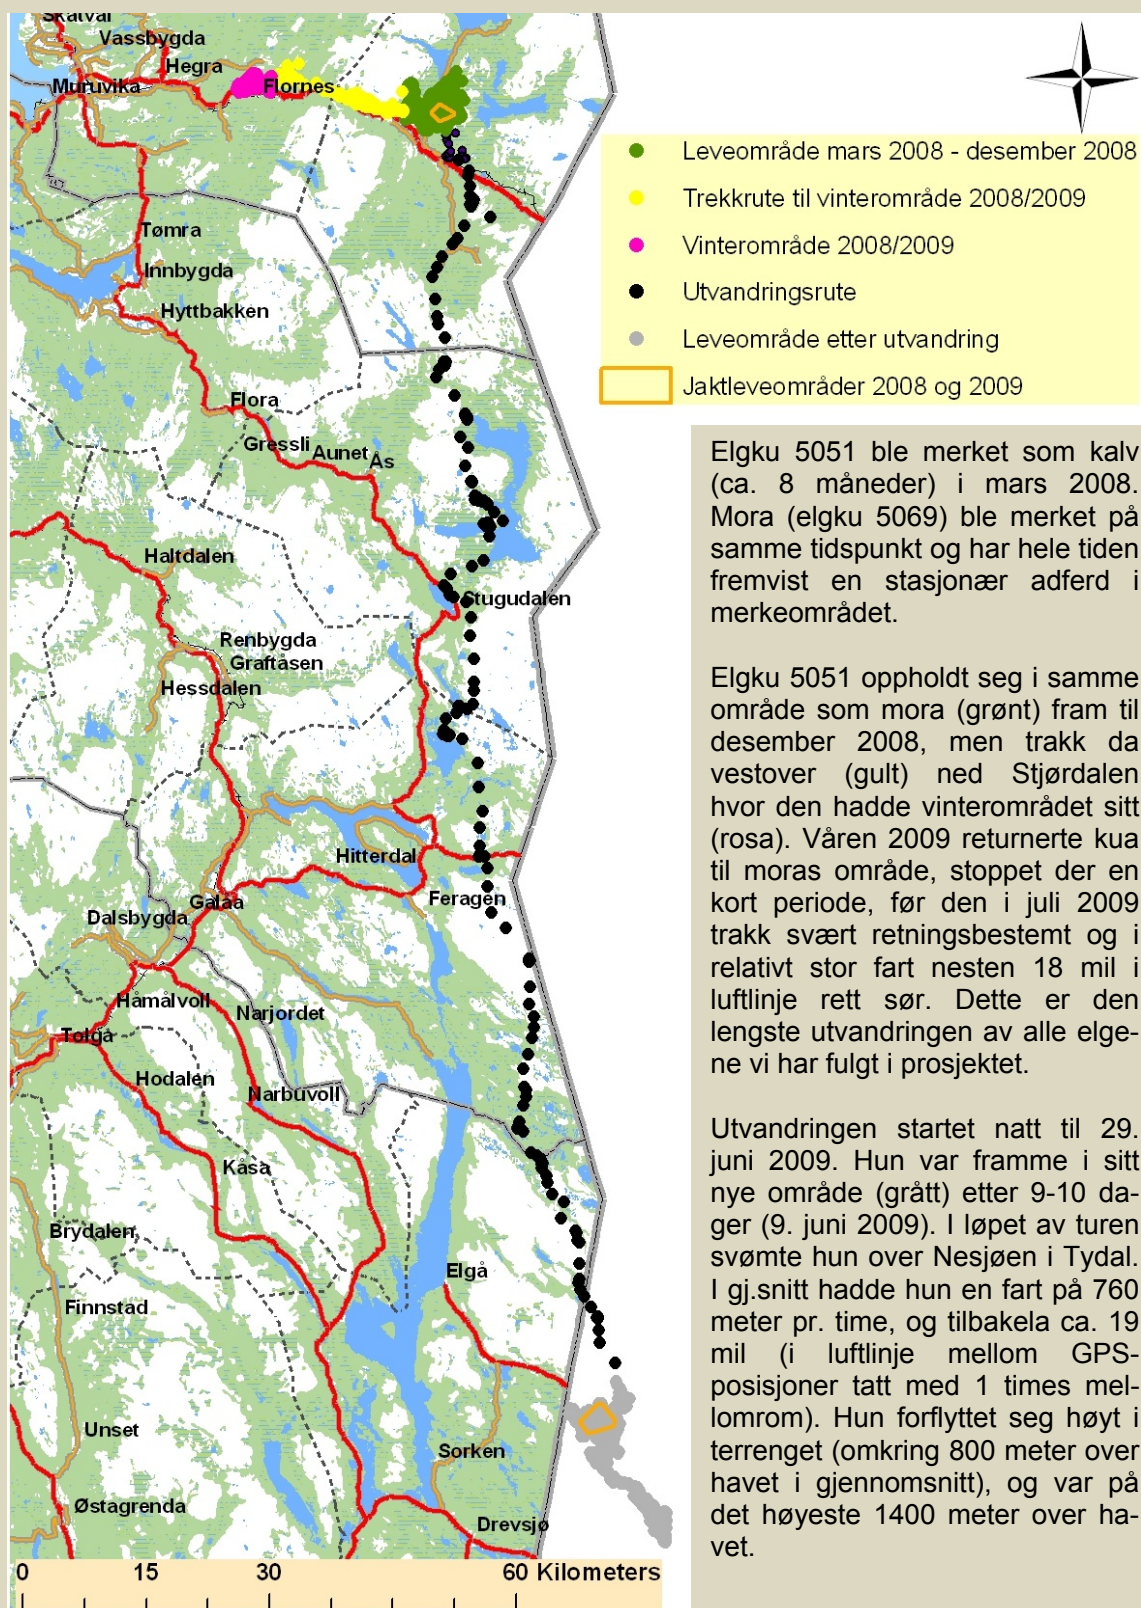 Skatval
Vassbygda
Hegra
Muruvika
Flornes
Leveområde mars 2008 - desember 2008
Trekkrute til vinterområde 2008/2009
Vinterområde 2008/2009
Utvandringsrute
Leveområde etter utvandring
Jaktleveområder 2008 og 2009
Tømra
Innbygda
Hyttbakken
Flora
Gressli
Aunet
Ås
Haltdalen
Stugudalen
Renbygda
Graftåsen
Hessdalen
Hitterdal
Galåa
Feragen
Dalsbygda
Håmålvoll
Narjordet
Tolga
Hodalen
Narbuvoll
Kåsa
Brydalen
Elgå
Finnstad
Unset
Sorken
Østagrenda
Drevsjø
0 15 30 60 Kilometers
Elgku 5051 ble merket som kalv
(ca. 8 måneder) i mars 2008.
Mora (elgku 5069) ble merket på
samme tidspunkt og har hele tiden
fremvist en stasjonær adferd i
merkeområdet.
Elgku 5051 oppholdt seg i samme
område som mora (grønt) fram til
desember 2008, men trakk da
vestover (gult) ned Stjørdalen
hvor den hadde vinterområdet sitt
(rosa). Våren 2009 returnerte kua
til moras område, stoppet der en
kort periode, før den i juli 2009
trakk svært retningsbestemt og i
relativt stor fart nesten 18 mil i
luftlinje rett sør. Dette er den
lengste utvandringen av alle elge-
ne vi har fulgt i prosjektet.
Utvandringen startet natt til 29.
juni 2009. Hun var framme i sitt
nye område (grått) etter 9-10 da-
ger (9. juni 2009). I løpet av turen
svømte hun over Nesjøen i Tydal.
I gj.snitt hadde hun en fart på 760
meter pr. time, og tilbakela ca. 19
mil (i luftlinje mellom GPS-
posisjoner tatt med 1 times mel-
lomrom). Hun forflyttet seg høyt i
terrenget (omkring 800 meter over
havet i gjennomsnitt), og var på
det høyeste 1400 meter over ha-
vet.